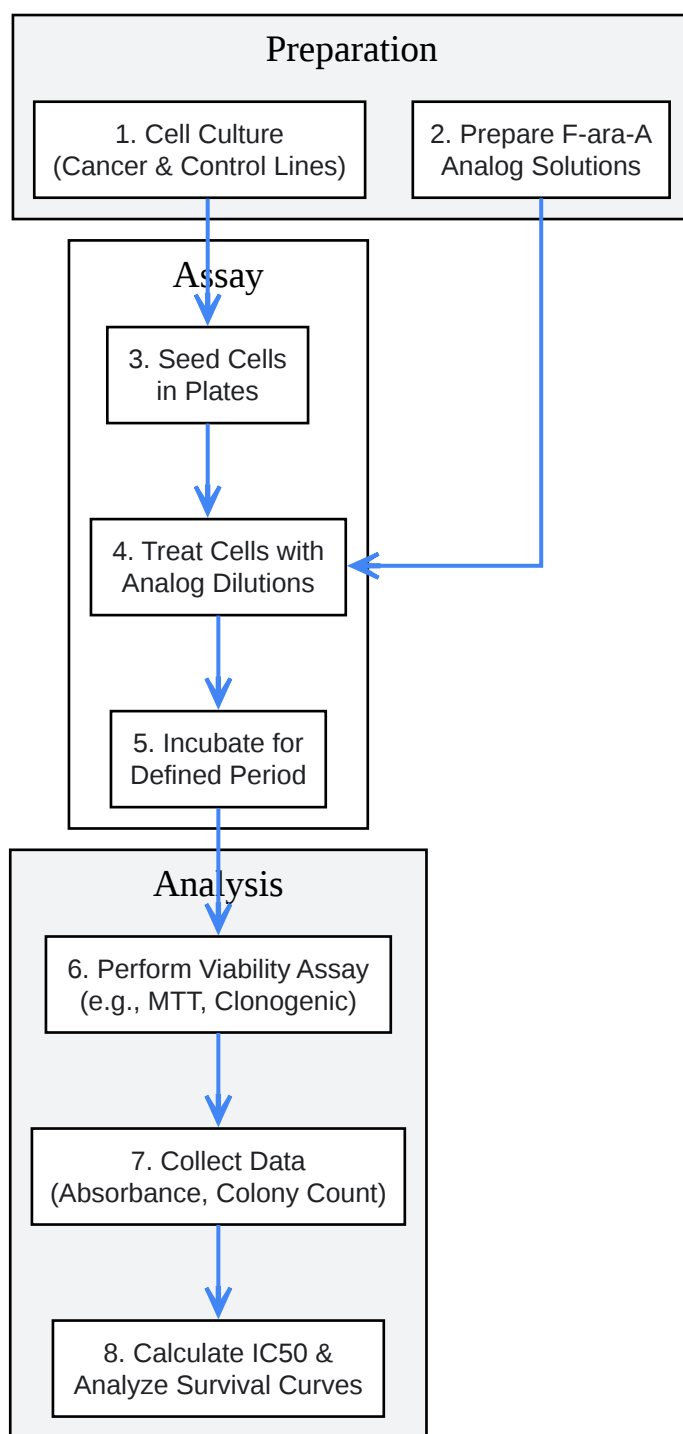 Preparation
1. Cell Culture
(Cancer & Control Lines)
2. Prepare F-ara-A
Analog Solutions
Assay
3. Seed Cells
in Plates
4. Treat Cells with
Analog Dilutions
5. Incubate for
Defined Period
Analysis
6. Perform Viability Assay
(e.g., MTT, Clonogenic)
7. Collect Data
(Absorbance, Colony Count)
8. Calculate IC50 &
Analyze Survival Curves